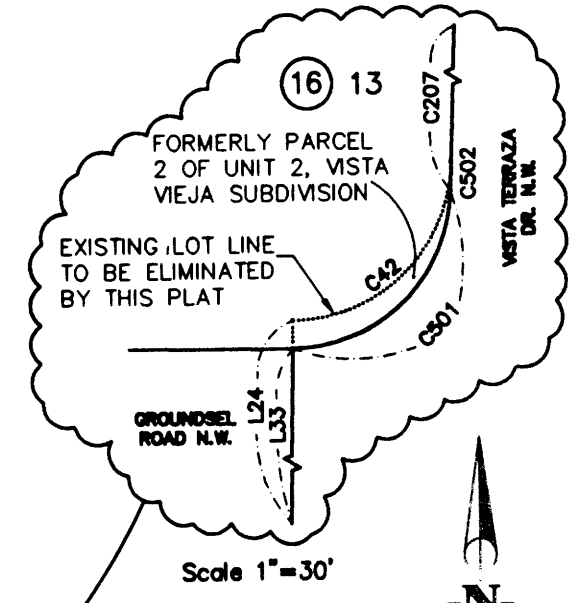 16 13
C207
FORMERLY PARCEL
2 OF UNIT 2, VISTA
VIEJA SUBDIVISION
C502
VISTA TERRAZA
DR. N.W.
EXISTING LOT LINE
TO BE ELIMINATED
BY THIS PLAT
C42
C501
L24
L33
GROUNDSEL
ROAD N.W.
Scale 1"=30'
N